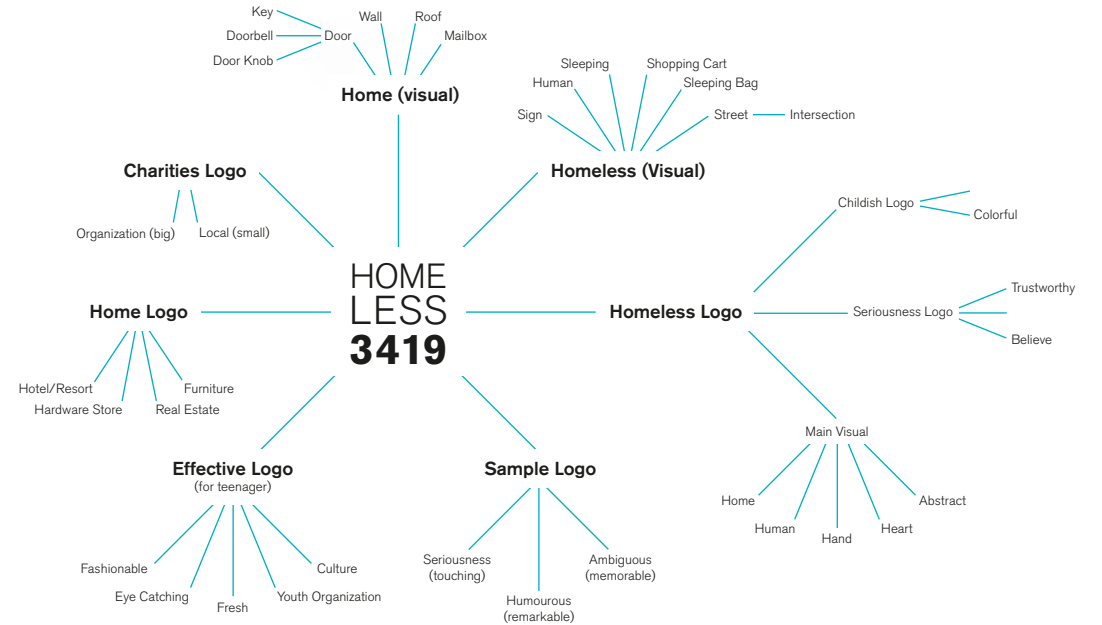 Key
Doorbell
Door Knob
Door
Wall
Roof
Mailbox
Home (visual)
Sleeping
Human
Sign
Shopping Cart
Sleeping Bag
Street
Intersection
Homeless (Visual)
Charities Logo
Organization (big)
Local (small)
HOME
LESS
3419
Childish Logo
Colorful
Homeless Logo
Seriousness Logo
Trustworthy
Believe
Main Visual
Home
Human
Hand
Heart
Abstract
Home Logo
Hotel/Resort
Hardware Store
Real Estate
Furniture
Effective Logo
(for teenager)
Fashionable
Eye Catching
Fresh
Youth Organization
Culture
Sample Logo
Seriousness
(touching)
Humourous
(remarkable)
Ambiguous
(memorable)